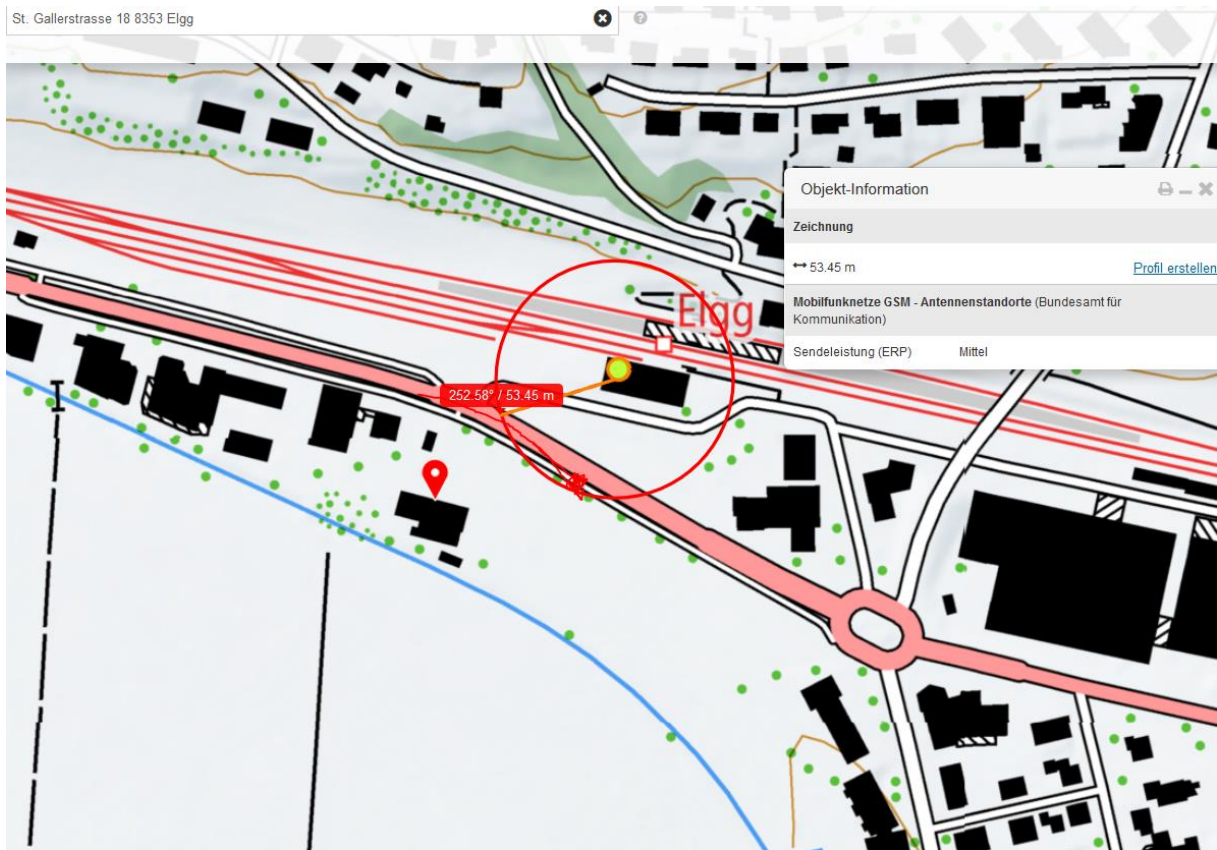 St. Gallerstrasse 18 8353 Elgg
?
Objekt-Information
Zeichnung
53.45 m
Profil erstellen
Mobilfunknetze GSM - Antennenstandorte (Bundesamt für
Kommunikation)
Sendeleistung (ERP) Mittel
Elgg
252.58° / 53.45 m